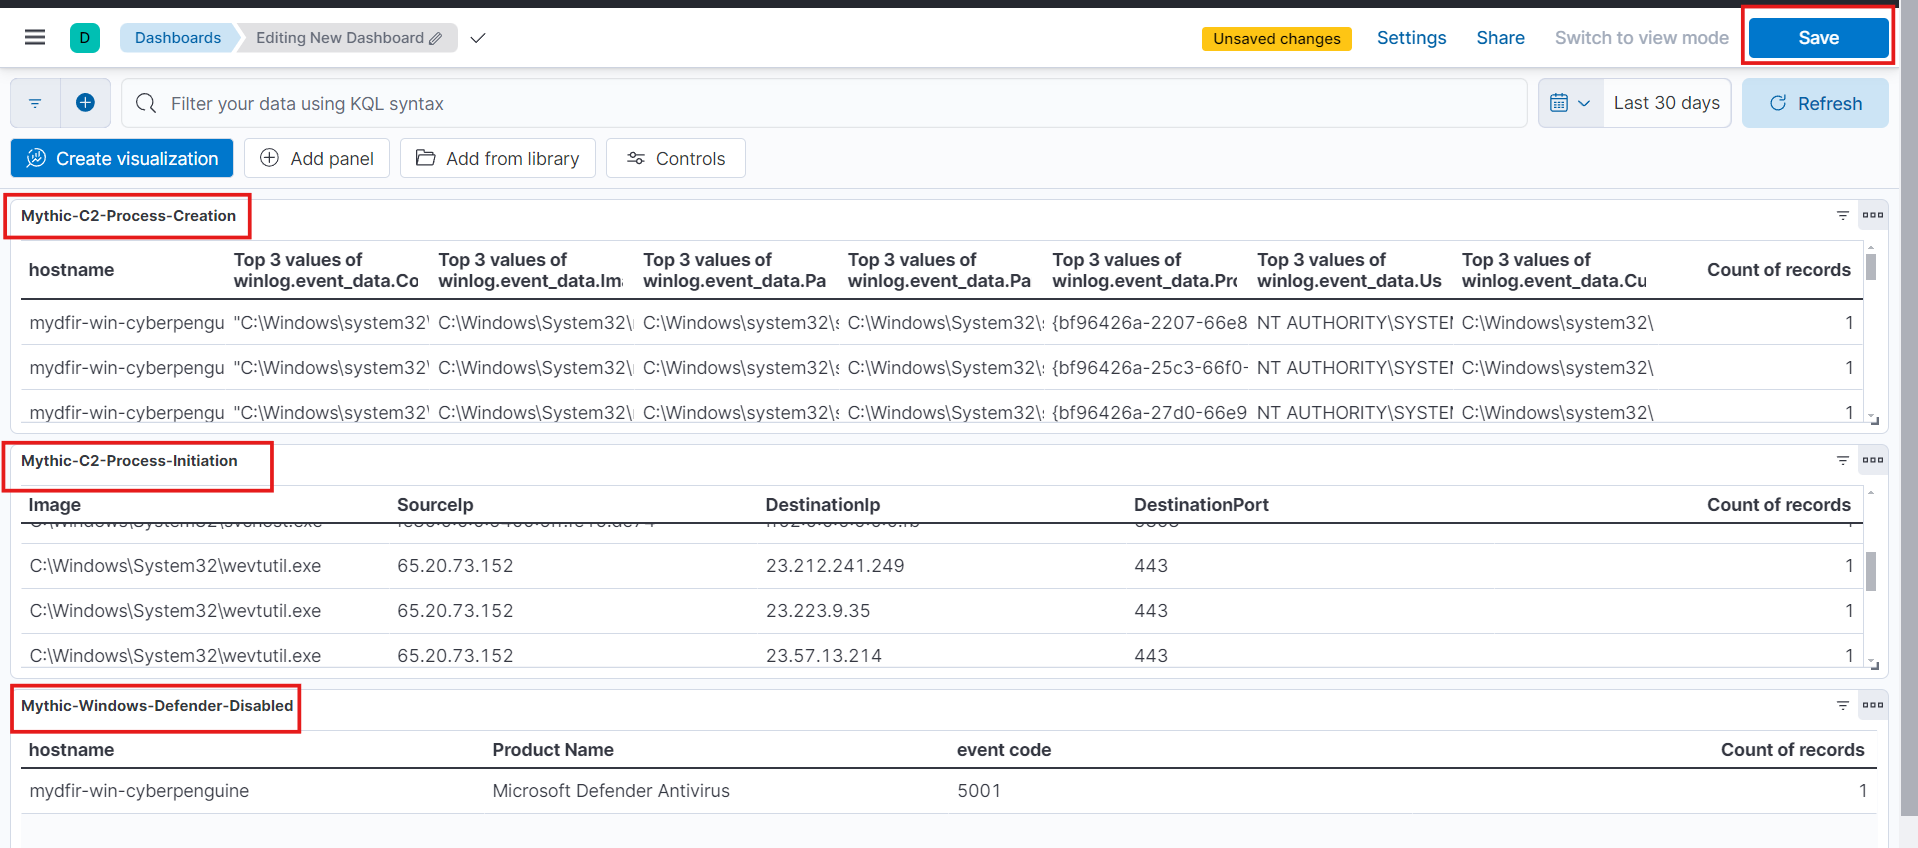 D Dashboards Editing New Dashboard Unsaved changes Settings Share Switch to view mode Save
Filter your data using KQL syntax Last 30 days Refresh
Create visualization Add panel Add from library Controls
Mythic-C2-Process-Creation
hostname Top 3 values of winlog.event_data.Co Top 3 values of winlog.event_data.Im Top 3 values of winlog.event_data.Pa Top 3 values of winlog.event_data.Pa Top 3 values of winlog.event_data.Pro Top 3 values of winlog.event_data.Us Top 3 values of winlog.event_data.Cu Count of records
mydfir-win-cyberpengu "C:\Windows\system32\ C:\Windows\System32\ C:\Windows\system32\s C:\Windows\System32\s {bf96426a-2207-66e8 NT AUTHORITY\SYSTEM C:\Windows\system32\ 1
mydfir-win-cyberpengu "C:\Windows\system32\ C:\Windows\System32\ C:\Windows\system32\s C:\Windows\System32\s {bf96426a-25c3-66f0- NT AUTHORITY\SYSTEM C:\Windows\system32\ 1
mydfir-win-cyberpengu "C:\Windows\system32\ C:\Windows\System32\ C:\Windows\system32\s C:\Windows\System32\s {bf96426a-27d0-66e9 NT AUTHORITY\SYSTEM C:\Windows\system32\ 1
Mythic-C2-Process-Initiation
Image SourceIp DestinationIp DestinationPort Count of records
C:\Windows\System32\wevtutil.exe 65.20.73.152 23.212.241.249 443 1
C:\Windows\System32\wevtutil.exe 65.20.73.152 23.223.9.35 443 1
C:\Windows\System32\wevtutil.exe 65.20.73.152 23.57.13.214 443 1
Mythic-Windows-Defender-Disabled
hostname Product Name event code Count of records
mydfir-win-cyberpenguine Microsoft Defender Antivirus 5001 1